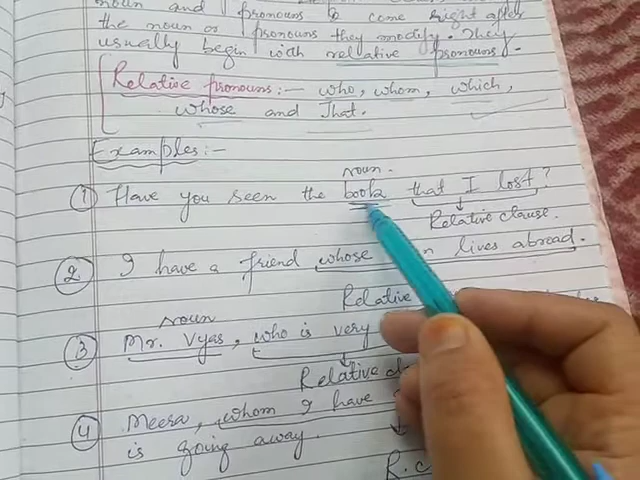 noun and pronouns & come right after
the noun or pronouns they modify. They
usually begin with relative pronouns.
Relative pronouns:- who, whom, which,
whose and That.
Examples:-
noun.
① Have you seen the book that I lost?
Relative clause.
② I have a friend whose n lives abroad.
Relative
noun
③ Mr. Vyas, who is very
Relative cla
④ Meera, whom I have
is going away.
R.c